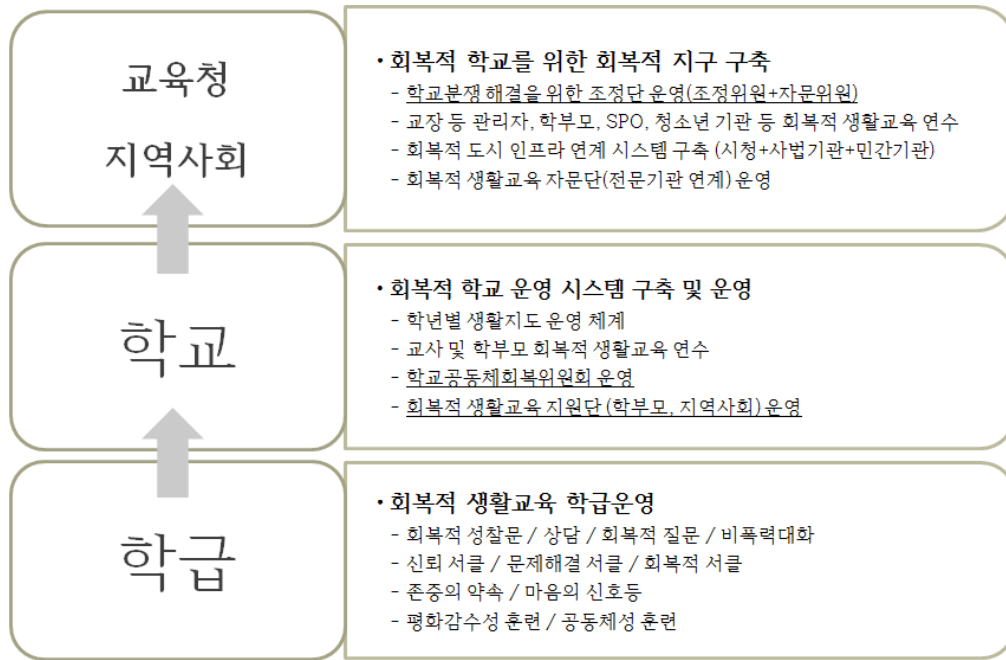 교육청
지역사회
• 회복적 학교를 위한 회복적 지구 구축
- 학교분쟁 해결을 위한 조정단 운영(조정위원+자문위원)
- 교장 등 관리자, 학부모, SPO, 청소년 기관 등 회복적 생활교육 연수
- 회복적 도시 인프라 연계 시스템 구축 (시청+사법기관+민간기관)
- 회복적 생활교육 자문단(전문기관 연계) 운영
학교
• 회복적 학교 운영 시스템 구축 및 운영
- 학년별 생활지도 운영 체계
- 교사 및 학부모 회복적 생활교육 연수
- 학교공동체회복위원회 운영
- 회복적 생활교육 지원단 (학부모, 지역사회) 운영
학급
• 회복적 생활교육 학급운영
- 회복적 성찰문 / 상담 / 회복적 질문 / 비폭력대화
- 신뢰 서클 / 문제해결 서클 / 회복적 서클
- 존중의 약속 / 마음의 신호등
- 평화감수성 훈련 / 공동체성 훈련